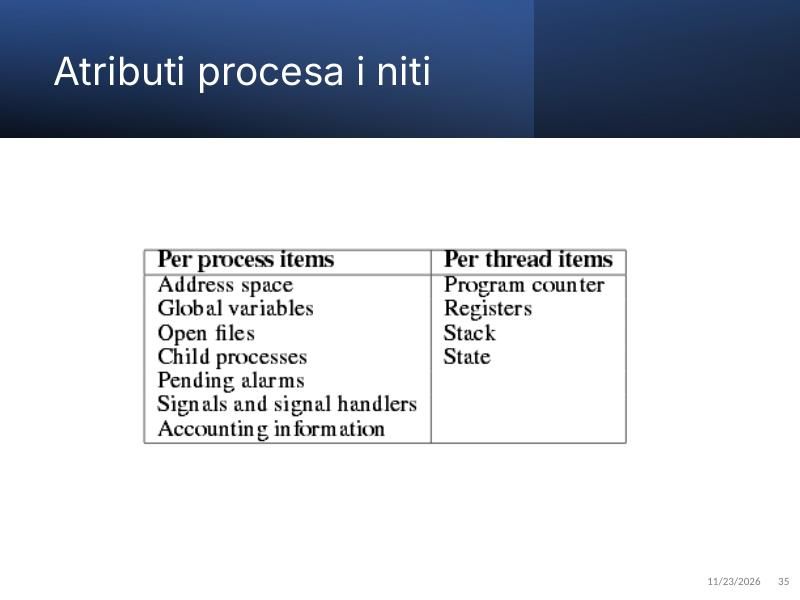 Atributi procesa i niti
Per process items Per thread items
Address space Program counter
Global variables Registers
Open files Stack
Child processes State
Pending alarms
Signals and signal handlers
Accounting information
11/23/2026 35